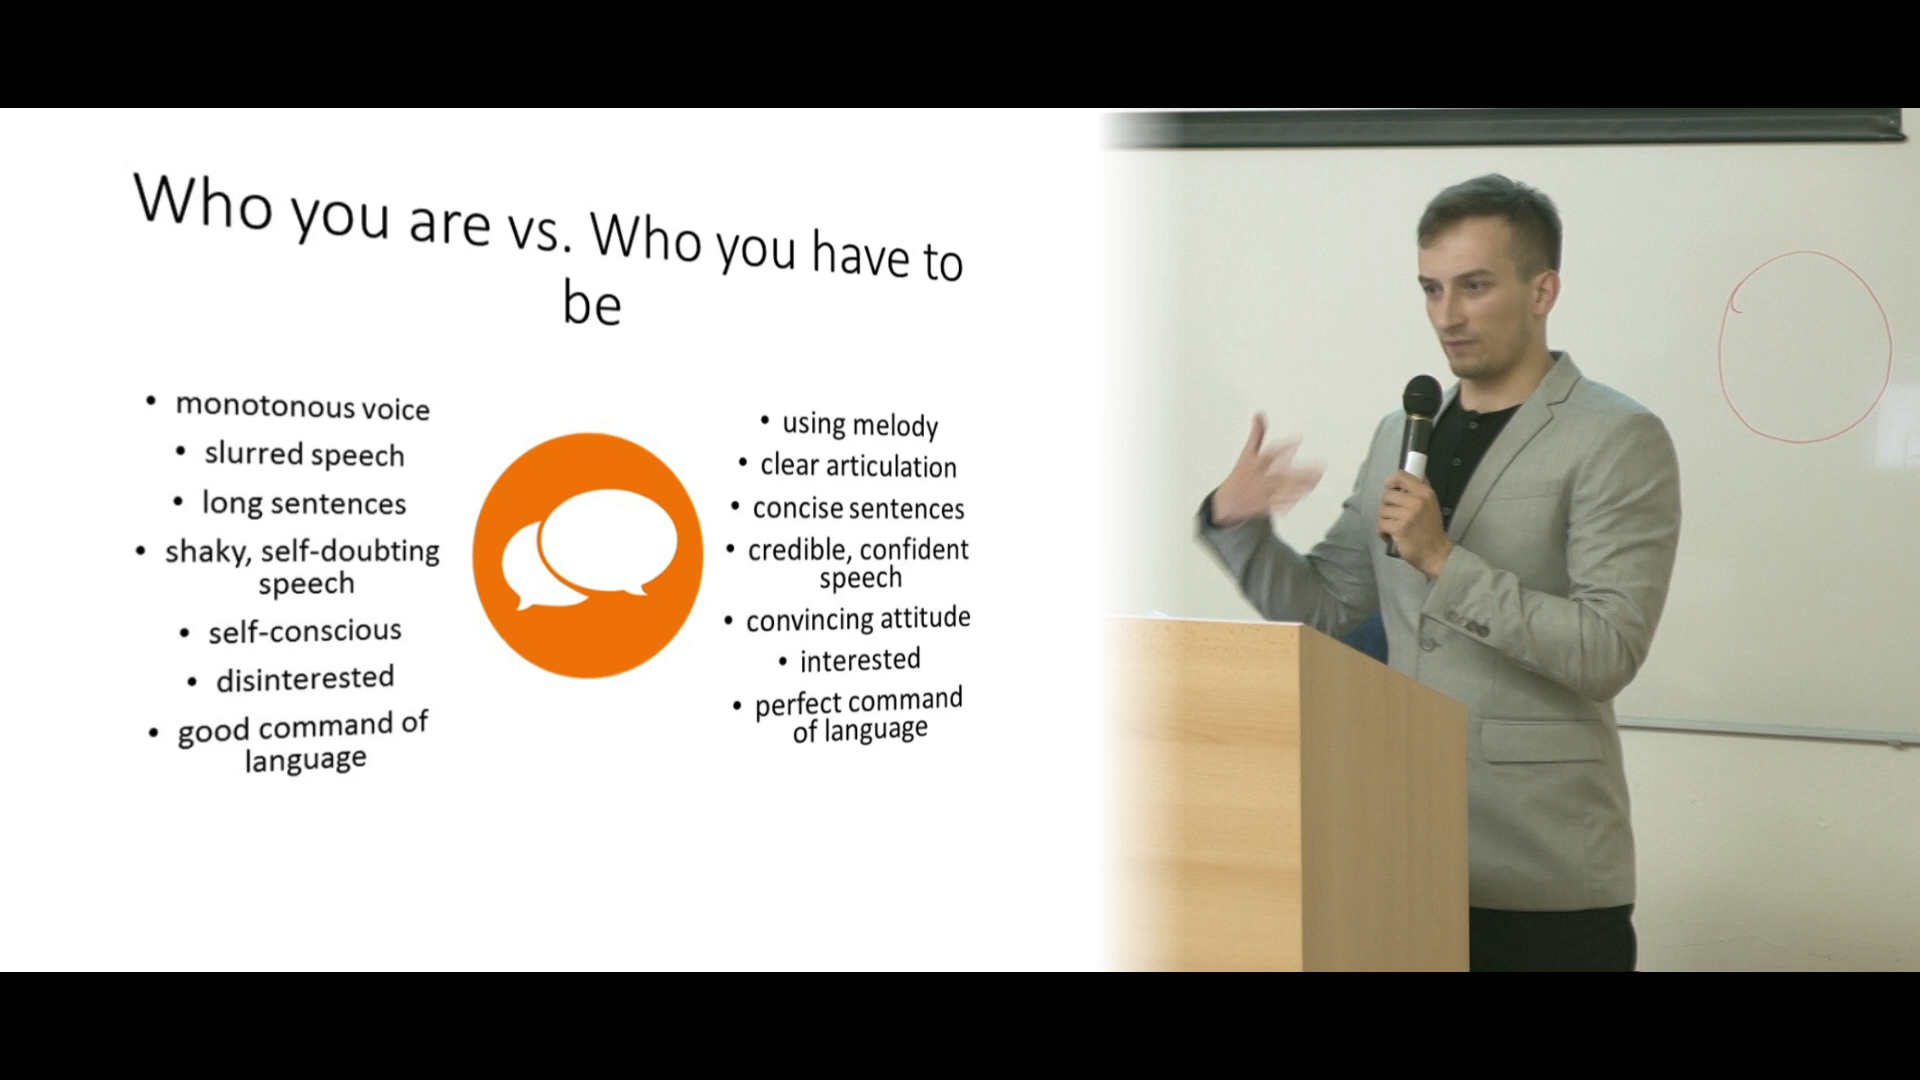 Who you are vs. Who you have to
be
• monotonous voice
• slurred speech
• long sentences
• shaky, self-doubting
speech
• self-conscious
• disinterested
• good command of
language
• using melody
• clear articulation
• concise sentences
• credible, confident
speech
• convincing attitude
• interested
• perfect command
of language